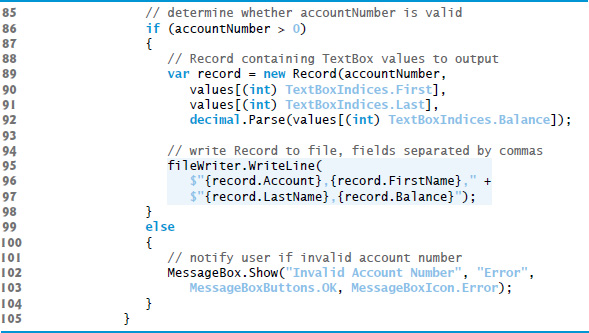 85 // determine whether accountNumber is valid
86 if (accountNumber > 0)
87 {
88 // Record containing TextBox values to output
89 var record = new Record(accountNumber,
90 values[(int) TextBoxIndices.First],
91 values[(int) TextBoxIndices.Last],
92 decimal.Parse(values[(int) TextBoxIndices.Balance]);
93
94 // write Record to file, fields separated by commas
95 fileWriter.WriteLine(
96 $"{record.Account},{record.FirstName}," +
97 $"{record.LastName},{record.Balance}");
98 }
99 else
100 {
101 // notify user if invalid account number
102 MessageBox.Show("Invalid Account Number", "Error",
103 MessageBoxButtons.OK, MessageBoxIcon.Error);
104 }
105 }